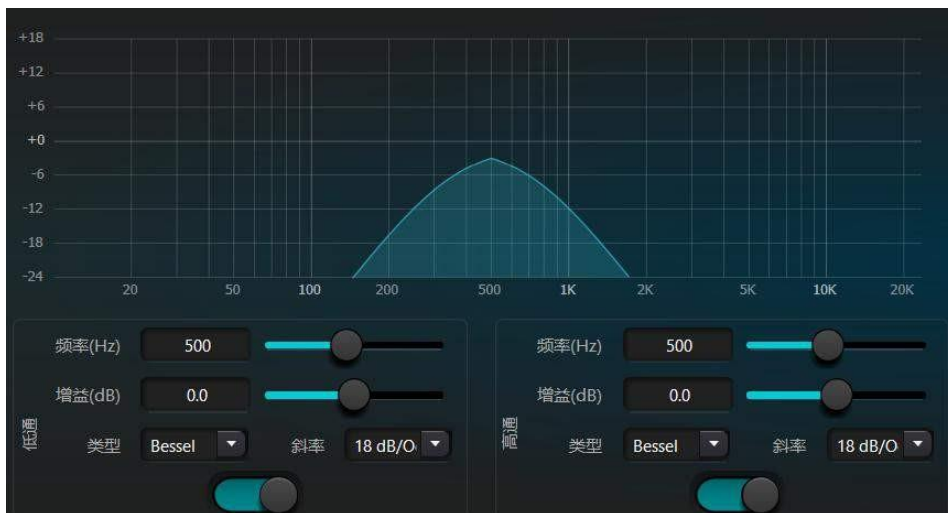 +18
+12
+6
+0
-6
-12
-18
-24
20 50 100 200 500 1K 2K 5K 10K 20K
低通
频率(Hz) 500
增益(dB) 0.0
类型 Bessel 斜率 18 dB/O
高通
频率(Hz) 500
增益(dB) 0.0
类型 Bessel 斜率 18 dB/O